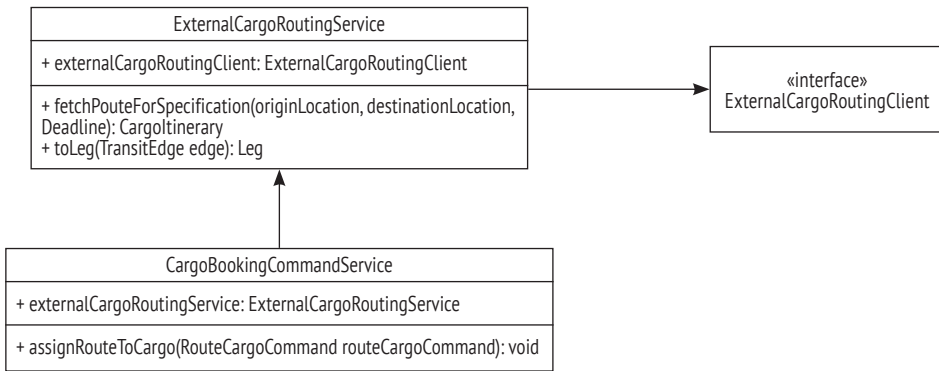 ExternalCargoRoutingService
+ externalCargoRoutingClient: ExternalCargoRoutingClient
+ fetchPouteForSpecification(originLocation, destinationLocation,
Deadline): CargoItinerary
+ toLeg(TransitEdge edge): Leg
«interface»
ExternalCargoRoutingClient
CargoBookingCommandService
+ externalCargoRoutingService: ExternalCargoRoutingService
+ assignRouteToCargo(RouteCargoCommand routeCargoCommand): void